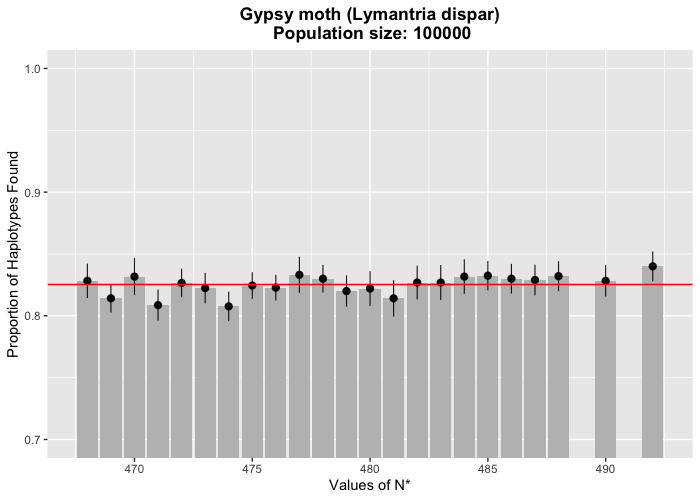 Gypsy moth (Lymantria dispar)
Population size: 100000
Proportion of Haplotypes Found
1.0
0.9
0.8
0.7
470 475 480 485 490
Values of N*